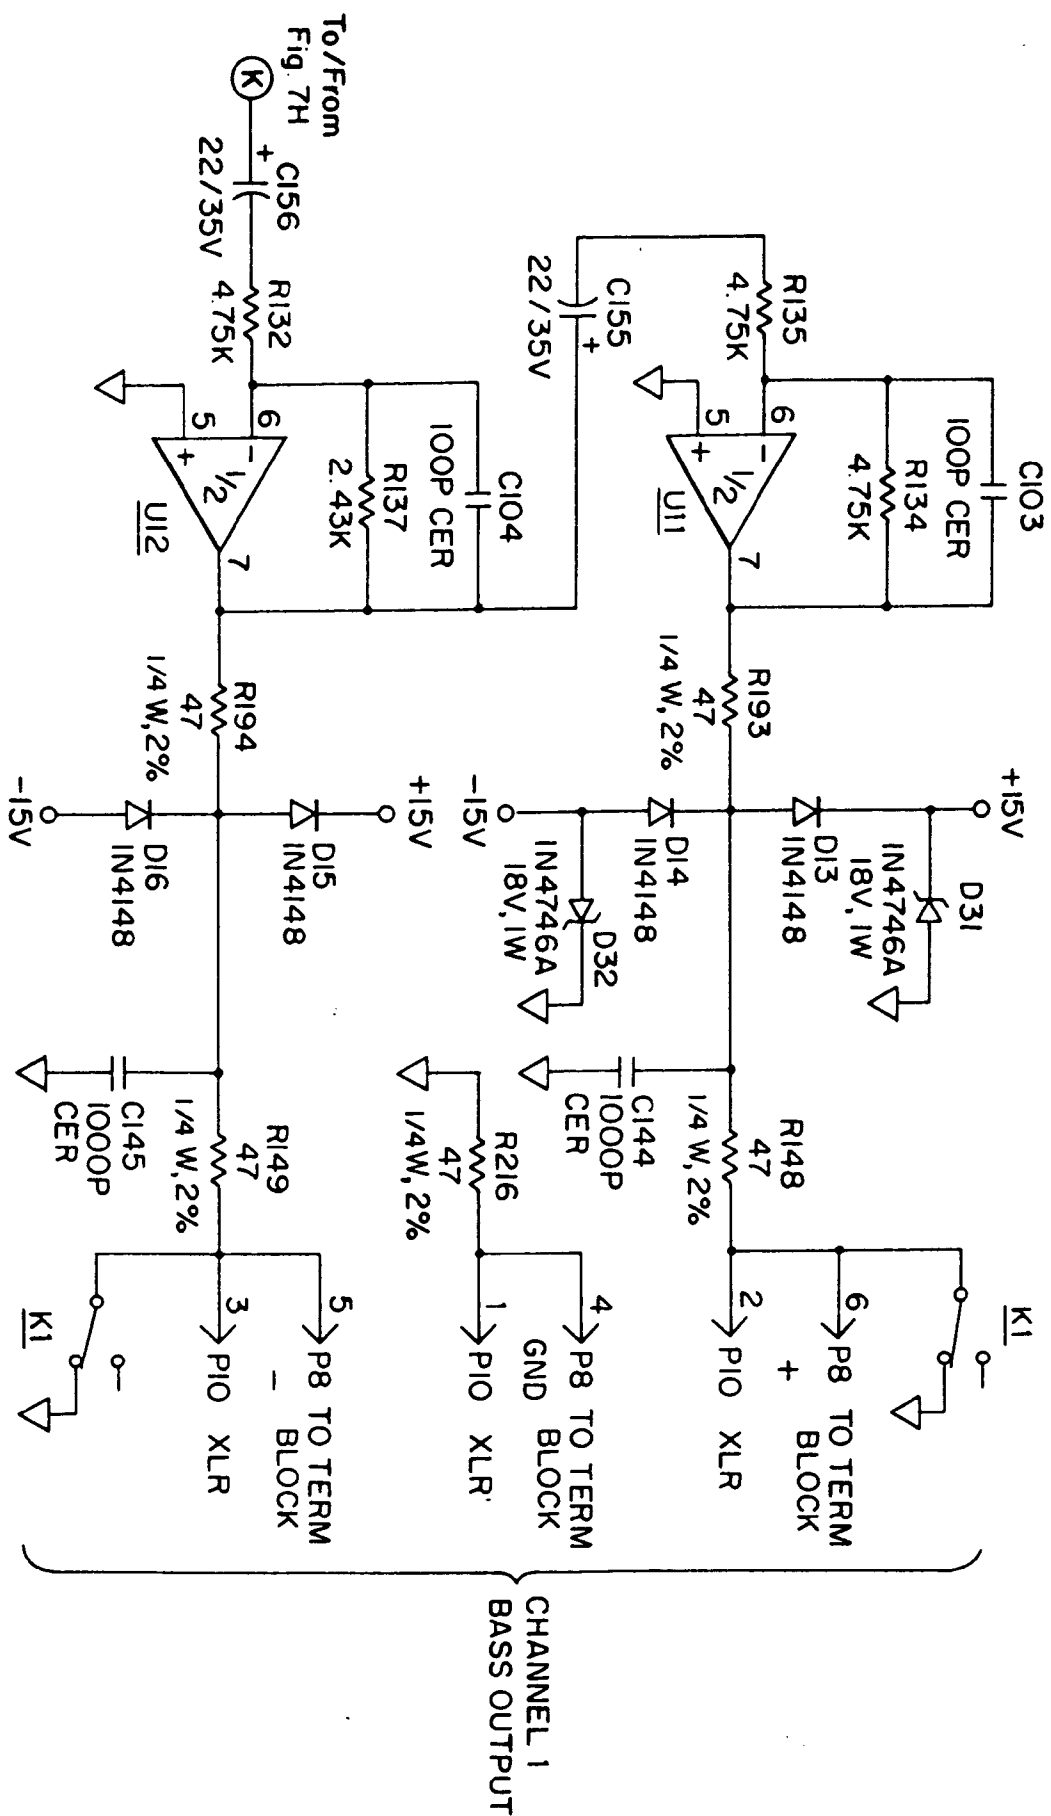 To/From
Fig. 7H
K
+
C156
22/35V
R132
4.75K
C155
22/35V
+
R135
4.75K
C103
100P CER
R134
4.75K
6
5
-
+
1/2
U11
7
C104
100P CER
R137
2.43K
6
5
-
+
1/2
U12
7
R193
47
1/4 W, 2%
R194
47
1/4 W, 2%
+15V
D31
1N4746A
18V, 1W
D13
1N4148
D14
1N4148
-15V
D32
1N4746A
18V, 1W
+15V
D15
1N4148
D16
1N4148
-15V
R148
47
1/4 W, 2%
C144
1000P
CER
R216
47
1/4W, 2%
R149
47
1/4 W, 2%
C145
1000P
CER
K1
6
P8 TO TERM
+ BLOCK
2
P10 XLR
4
P8 TO TERM
GND BLOCK
1
P10 XLR
5
P8 TO TERM
- BLOCK
3
P10 XLR
K1
CHANNEL 1
BASS OUTPUT